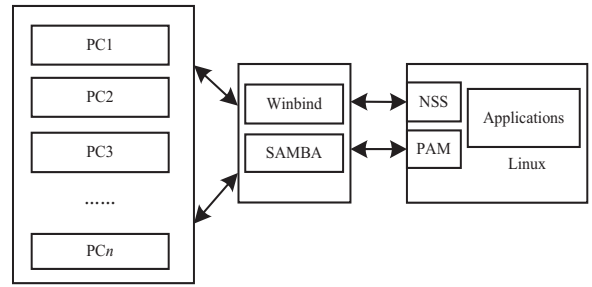 PC1
PC2
PC3
......
PCn
Winbind
SAMBA
NSS
PAM
Applications
Linux